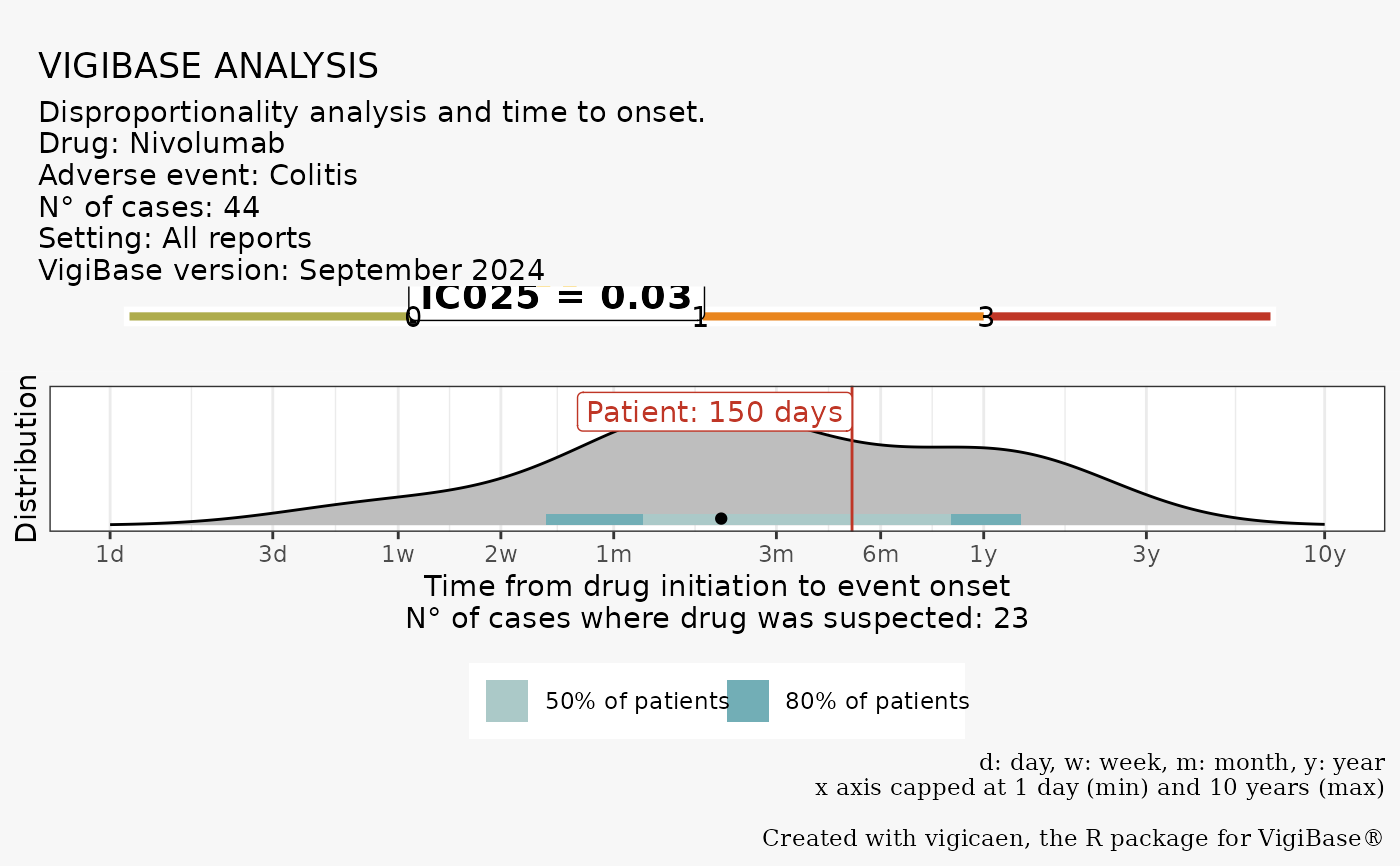 VIGIBASE ANALYSIS
Disproportionality analysis and time to onset.
Drug: Nivolumab
Adverse event: Colitis
N° of cases: 44
Setting: All reports
VigiBase version: September 2024
IC025 = 0.03
0 1 3
Distribution
Patient: 150 days
1d 3d 1w 2w 1m 3m 6m 1y 3y 10y
Time from drug initiation to event onset
N° of cases where drug was suspected: 23
50% of patients 80% of patients
d: day, w: week, m: month, y: year
x axis capped at 1 day (min) and 10 years (max)
Created with vigicaen, the R package for VigiBase®